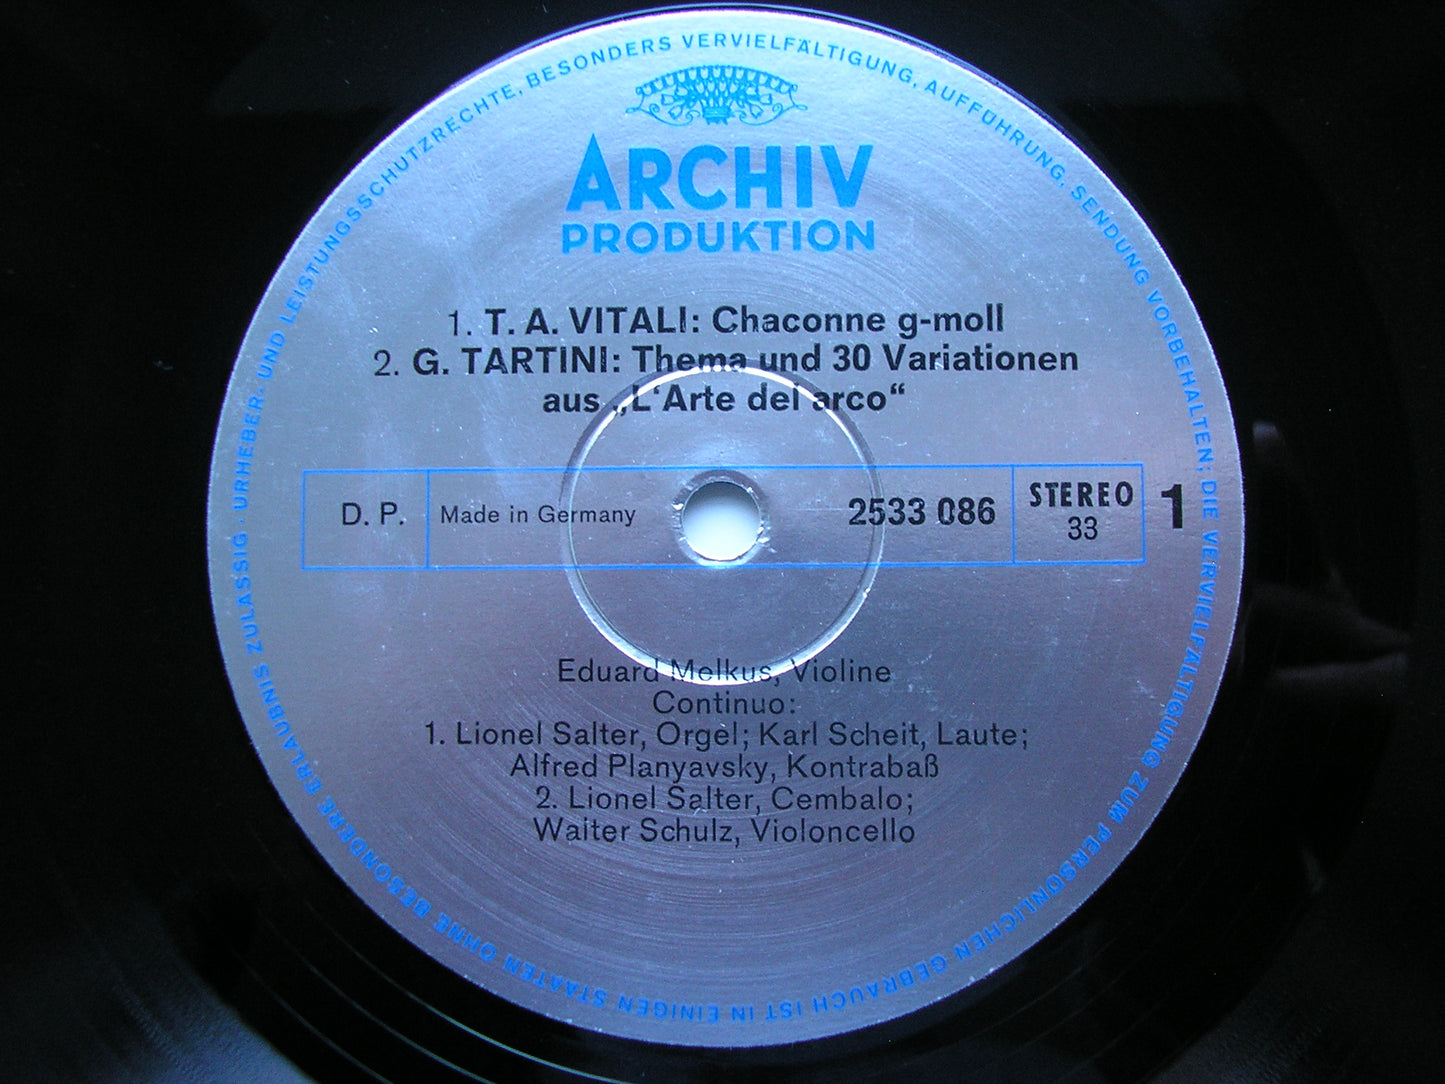 URHEBER- UND LEISTUNGSSCHUTZRECHTE, BESONDERS VERVIELFÄLTIGUNG, AUFFÜHRUNG, SENDUNG VORBEHALTEN; DIE VERVIELFÄLTIGUNG ZUM PERSÖNLICHEN GEBRAUCH IST IN EINIGEN STAATEN OHNE BESONDERE ERLAUBNIS ZULÄSSIG ·
ARCHIV
PRODUKTION
1. T. A. VITALI: Chaconne g-moll
2. G. TARTINI: Thema und 30 Variationen
aus „L‘Arte del arco“
D. P. Made in Germany 2533 086 STEREO 1
33
Eduard Melkus, Violine
Continuo:
1. Lionel Salter, Orgel; Karl Scheit, Laute;
Alfred Planyavsky, Kontrabaß
2. Lionel Salter, Cembalo;
Walter Schulz, Violoncello